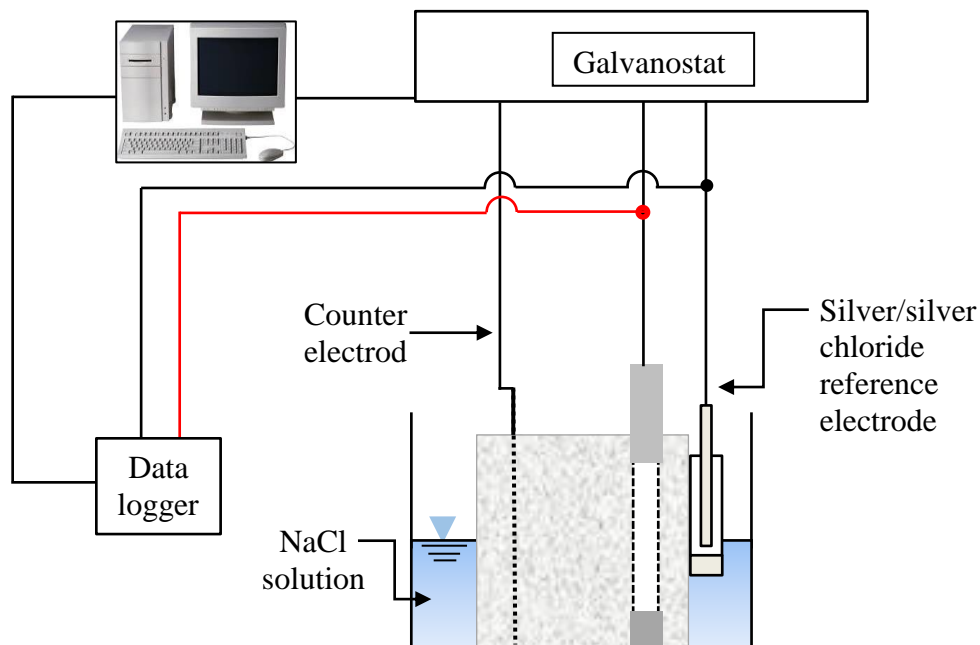 Galvanostat
Counter
electrod
Silver/silver
chloride
reference
electrode
Data
logger
NaCl
solution